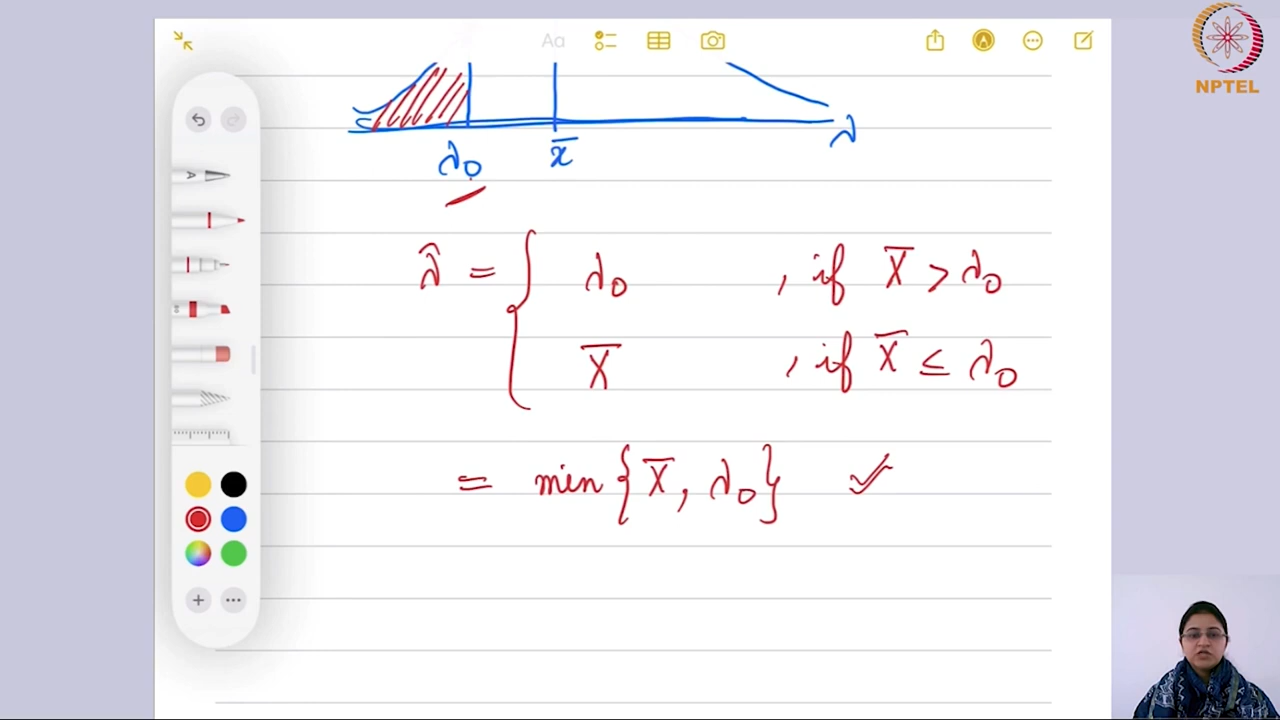 Aa
NPTEL
λ
λ₀ x̄
λ̂ = { λ₀ , if X̄ > λ₀
X̄ , if X̄ ≤ λ₀
= min{X̄, λ₀}